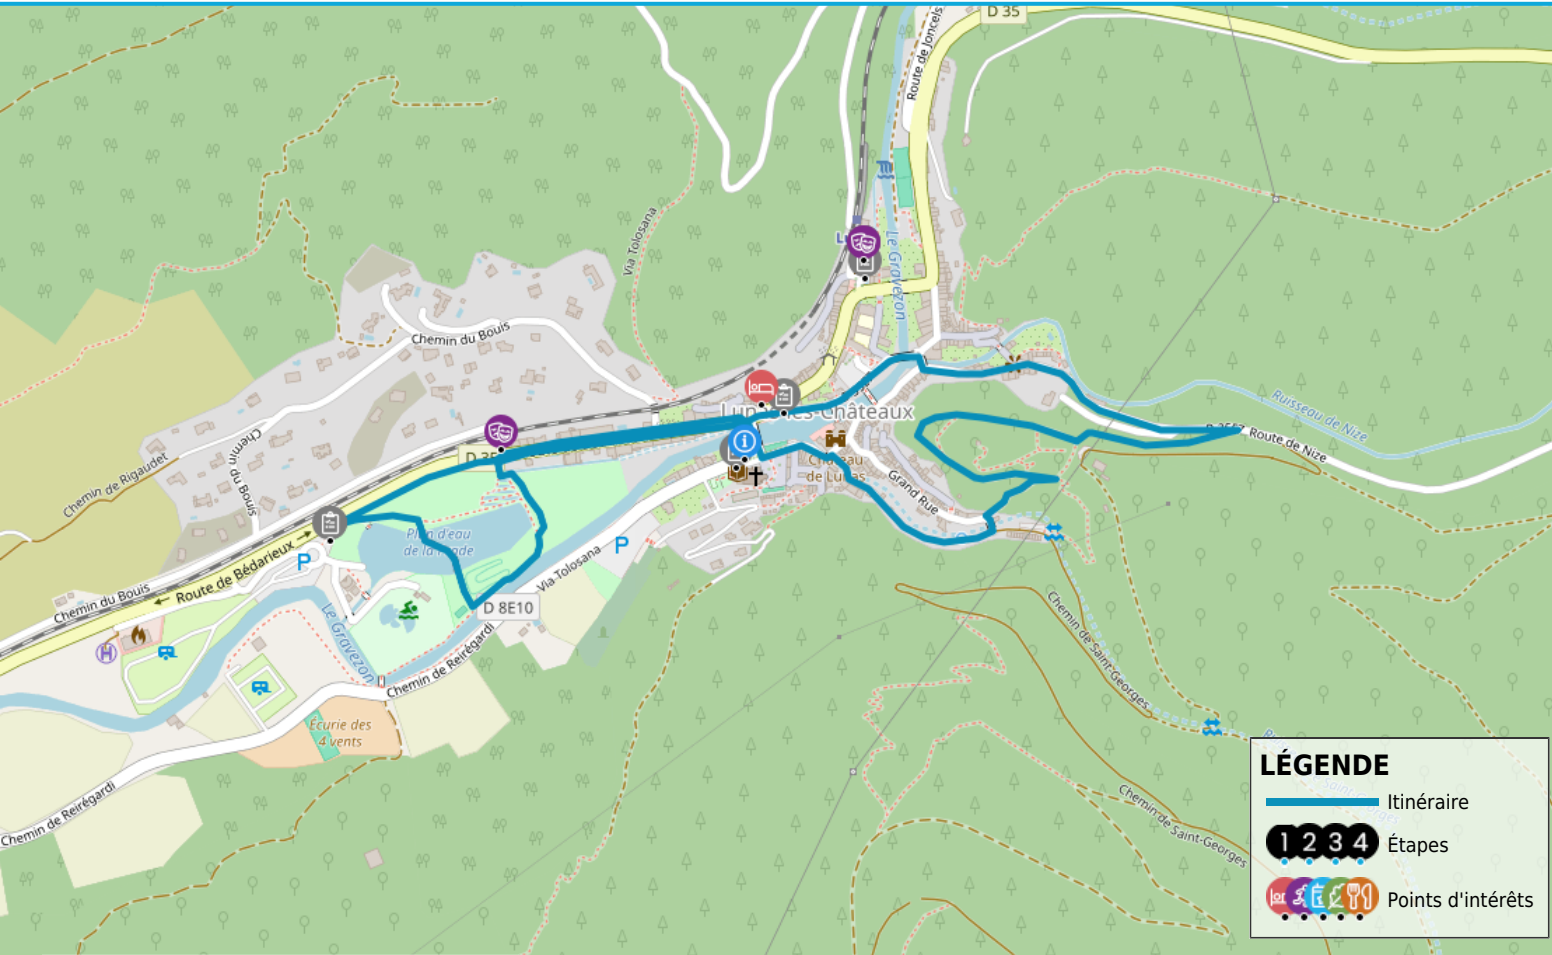 D 35
Route de Joncels
Via Tolosana
Le Gravezon
Chemin du Bouis
Lunas-les-Châteaux
Ruisseau de Nize
Route de Nize
Château
de Lunas
Grand Rue
D 35
Chemin de Rigaudet
Chemin du Bouis
Plan d'eau
de la Prade
P
P
Via Tolosana
Route de Bédarieux
Chemin du Bouis
D 8E10
Le Gravezon
H
Chemin de Reirégardi
Chemin de Saint-Georges
Écurie des
4 vents
Chemin de Reirégardi
Chemin de Saint-Georges
LÉGENDE
Itinéraire
1 2 3 4
Étapes
Points d'intérêts